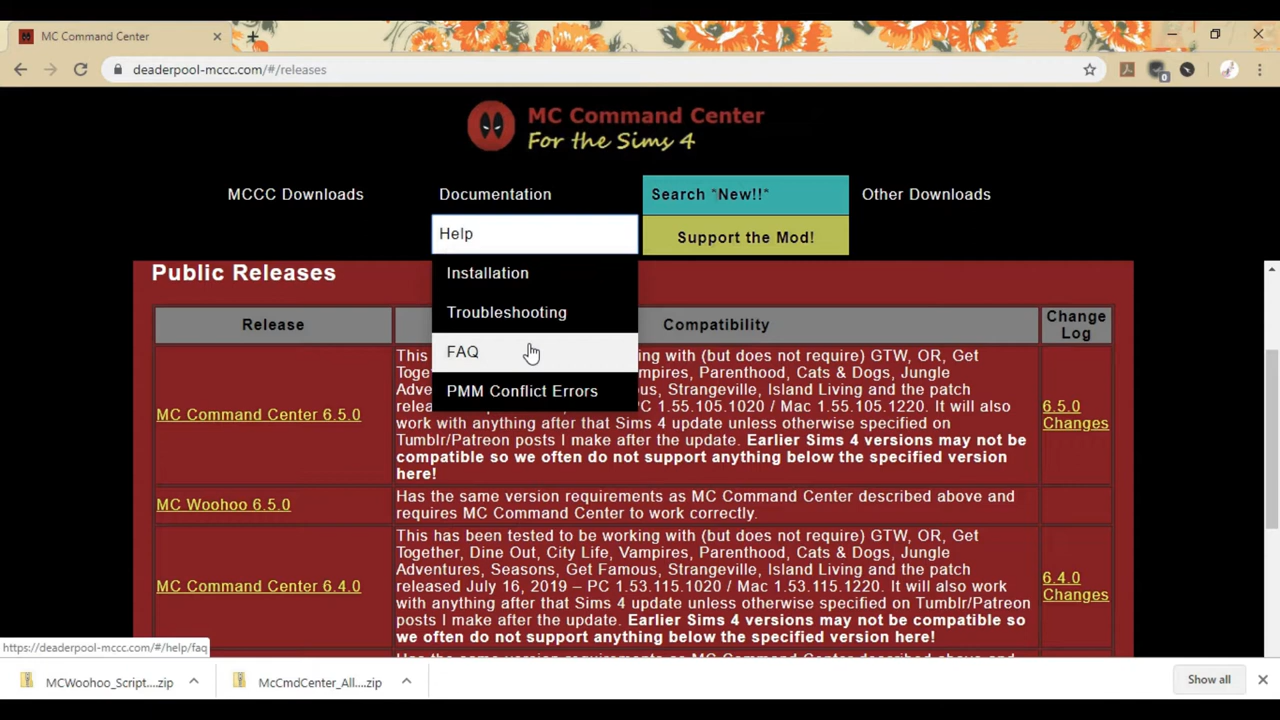 MC Command Center
deaderpool-mccc.com/#/releases
0
MC Command Center
For the Sims 4
MCCC Downloads
Documentation
Search *New!!*
Other Downloads
Help
Support the Mod!
Installation
Troubleshooting
FAQ
PMM Conflict Errors
Public Releases
Release
Compatibility
Change
Log
MC Command Center 6.5.0
This ng with (but does not require) GTW, OR, Get
Toge Vampires, Parenthood, Cats & Dogs, Jungle
Adve us, Strangeville, Island Living and the patch
relea PC 1.55.105.1020 / Mac 1.55.105.1220. It will also
work with anything after that Sims 4 update unless otherwise specified on
Tumblr/Patreon posts I make after the update. Earlier Sims 4 versions may not be
compatible so we often do not support anything below the specified version
here!
6.5.0
Changes
MC Woohoo 6.5.0
Has the same version requirements as MC Command Center described above and
requires MC Command Center to work correctly.
MC Command Center 6.4.0
This has been tested to be working with (but does not require) GTW, OR, Get
Together, Dine Out, City Life, Vampires, Parenthood, Cats & Dogs, Jungle
Adventures, Seasons, Get Famous, Strangeville, Island Living and the patch
released July 16, 2019 – PC 1.53.115.1020 / Mac 1.53.115.1220. It will also work
with anything after that Sims 4 update unless otherwise specified on Tumblr/Patreon
posts I make after the update. Earlier Sims 4 versions may not be compatible so
we often do not support anything below the specified version here!
6.4.0
Changes
https://deaderpool-mccc.com/#/help/faq
MCWoohoo_Script....zip
McCmdCenter_All....zip
Show all